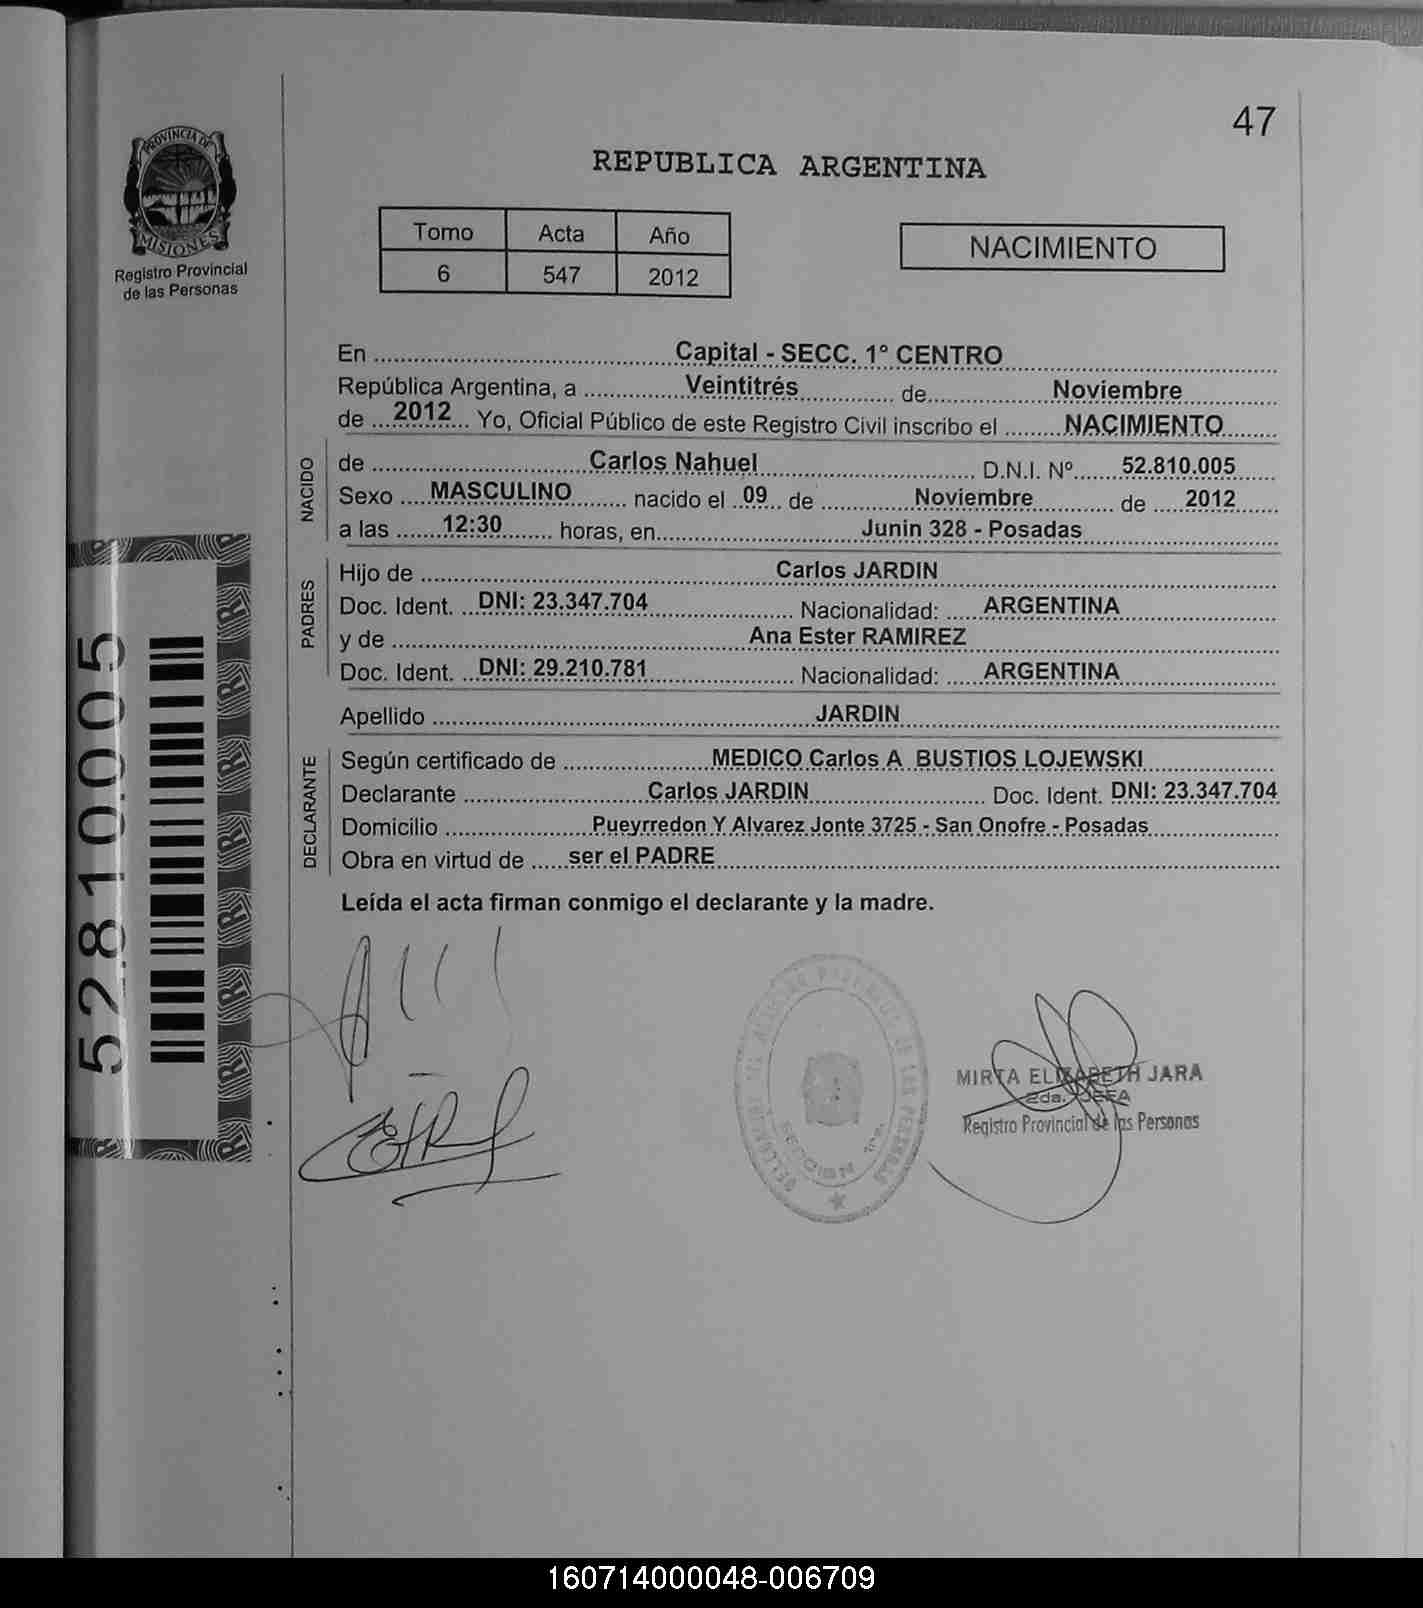 47
PROVINCIA DE
MISIONES
Registro Provincial
de las Personas
REPUBLICA ARGENTINA
Tomo Acta Año
6 547 2012
NACIMIENTO
En Capital - SECC. 1° CENTRO
República Argentina, a Veintitrés de Noviembre
de 2012 Yo, Oficial Público de este Registro Civil inscribo el NACIMIENTO
NACIDO
de Carlos Nahuel D.N.I. Nº 52.810.005
Sexo MASCULINO nacido el 09 de Noviembre de 2012
a las 12:30 horas, en Junin 328 - Posadas
PADRES
Hijo de Carlos JARDIN
Doc. Ident. DNI: 23.347.704 Nacionalidad: ARGENTINA
y de Ana Ester RAMIREZ
Doc. Ident. DNI: 29.210.781 Nacionalidad: ARGENTINA
Apellido JARDIN
DECLARANTE
Según certificado de MEDICO Carlos A BUSTIOS LOJEWSKI
Declarante Carlos JARDIN Doc. Ident. DNI: 23.347.704
Domicilio Pueyrredon Y Alvarez Jonte 3725 - San Onofre - Posadas
Obra en virtud de ser el PADRE
Leída el acta firman conmigo el declarante y la madre.
52810005
MIRTA ELIZABETH JARA
2da. JEFA
Registro Provincial de las Personas
160714000048-006709